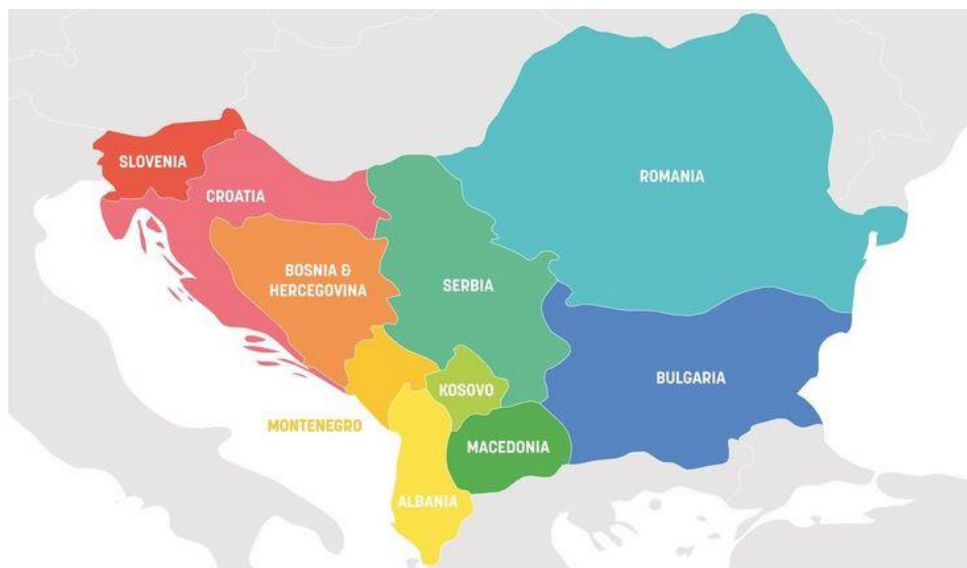 SLOVENIA
CROATIA
ROMANIA
BOSNIA &
HERCEGOVINA
SERBIA
BULGARIA
KOSOVO
MONTENEGRO
MACEDONIA
ALBANIA